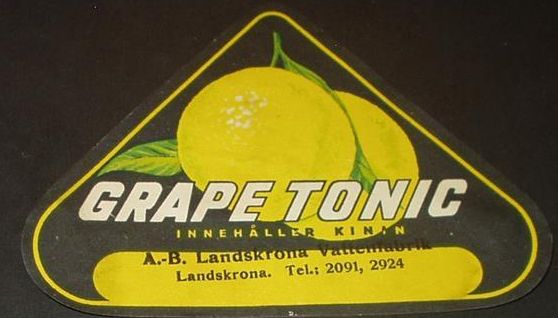 GRAPE TONIC
INNEHÅLLER KININ
A.-B. Landskrona Vattenfabrik
Landskrona. Tel.; 2091, 2924